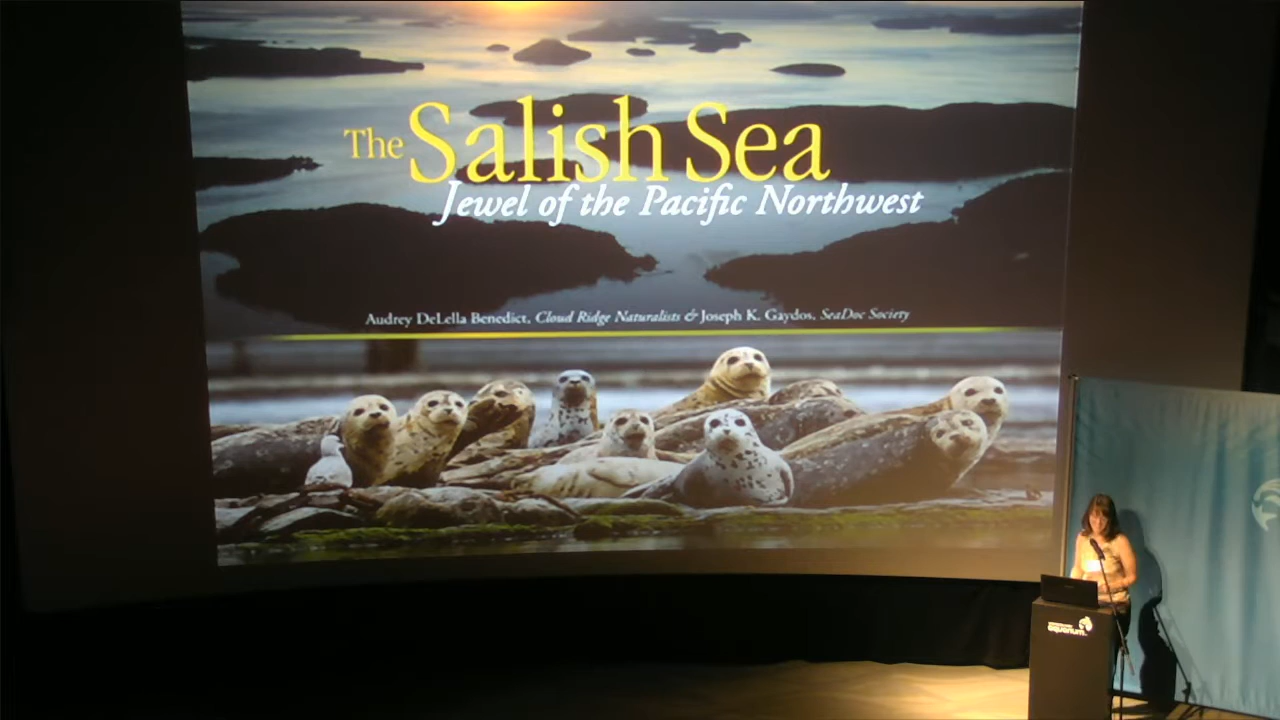 The Salish Sea
Jewel of the Pacific Northwest
Audrey DeLella Benedict, Cloud Ridge Naturalists & Joseph K. Gaydos, SeaDoc Society
aquarium